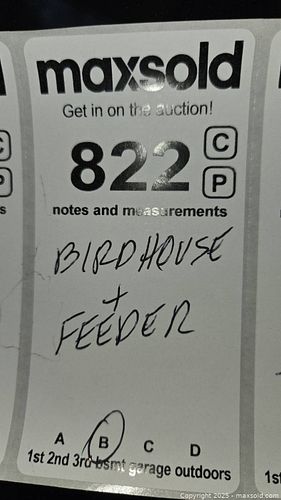 maxsold
Get in on the auction!
822
C
P
notes and measurements
BIRDHOUSE
+
FEEDER
A B C D
1st 2nd 3rd bsmt garage outdoors
C
P
s
1st
Copyright © 2025 - maxsold.com